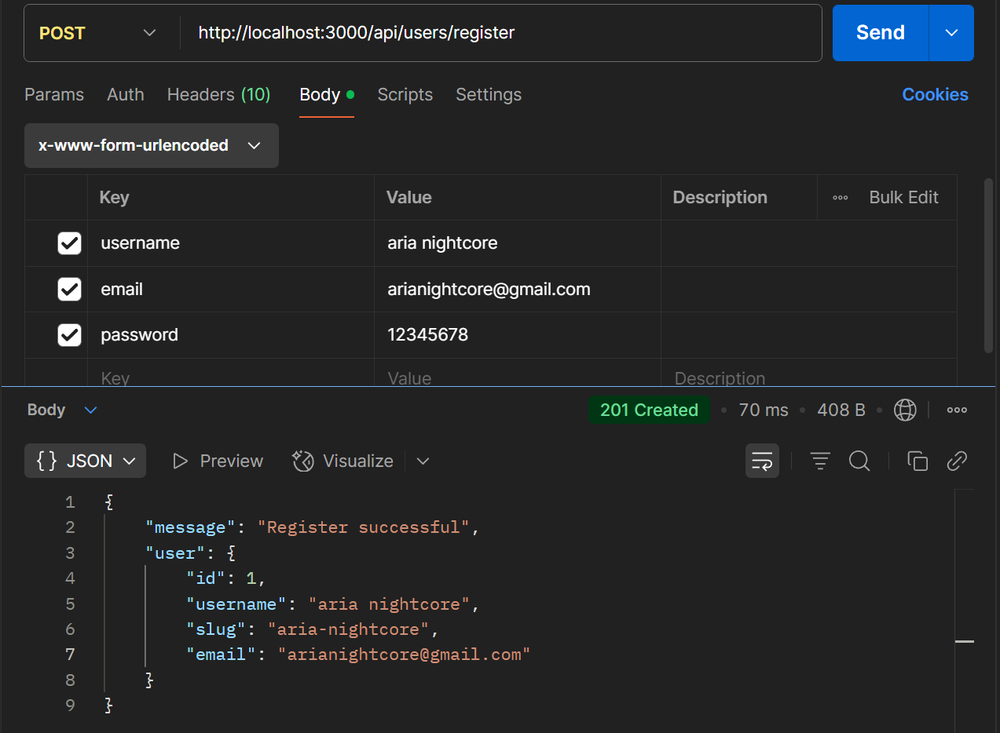 POST http://localhost:3000/api/users/register Send
Params Auth Headers (10) Body Scripts Settings Cookies
x-www-form-urlencoded
Key Value Description Bulk Edit
username aria nightcore
email arianightcore@gmail.com
password 12345678
Key Value Description
Body 201 Created 70 ms 408 B
{} JSON Preview Visualize
1 {
2 "message": "Register successful",
3 "user": {
4 "id": 1,
5 "username": "aria nightcore",
6 "slug": "aria-nightcore",
7 "email": "arianightcore@gmail.com"
8 }
9 }